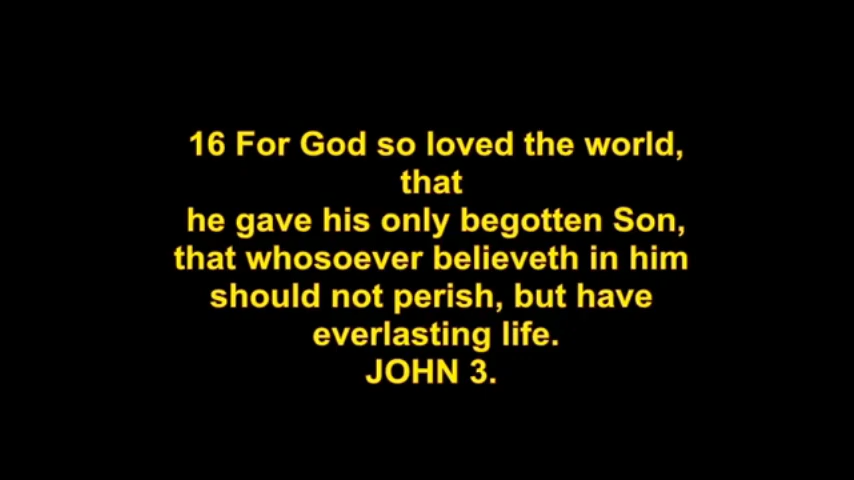 16 For God so loved the world,
that
he gave his only begotten Son,
that whosoever believeth in him
should not perish, but have
everlasting life.
JOHN 3.